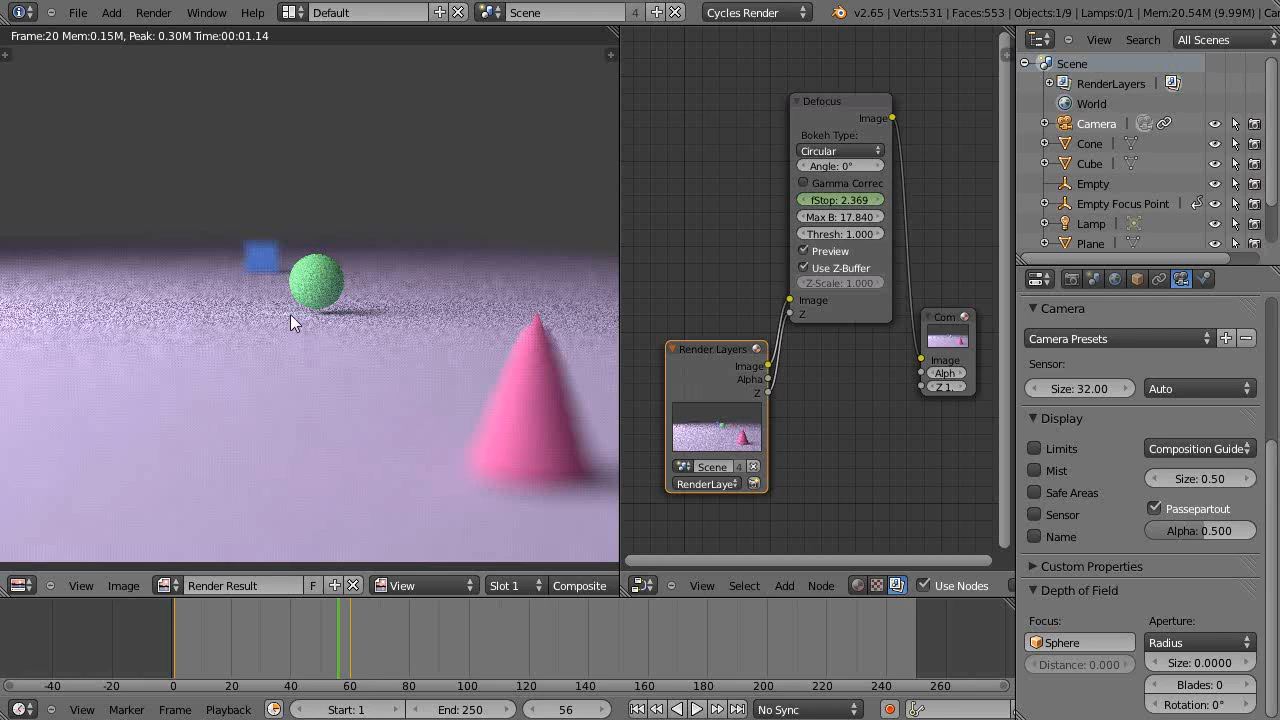 File Add Render Window Help Default Scene 4 Cycles Render v2.65 | Verts:531 | Faces:553 | Objects:1/9 | Lamps:0/1 | Mem:20.54M (9.99M) | Car
Frame:20 Mem:0.15M, Peak: 0.30M Time:00:01.14
View Search All Scenes
Scene
RenderLayers
World
Camera
Cone
Cube
Empty
Empty Focus Point
Lamp
Plane
Defocus
Image
Bokeh Type:
Circular
Angle: 0°
Gamma Correc
fStop: 2.369
Max B: 17.840
Thresh: 1.000
Preview
Use Z-Buffer
Z-Scale: 1.000
Image
Z
Render Layers
Image
Alpha
Z
Scene 4
RenderLaye
Com
Image
Alph
Z 1...
Camera
Camera Presets
Sensor:
Size: 32.00 Auto
Display
Limits Composition Guide
Mist Size: 0.50
Safe Areas
Sensor Passepartout
Name Alpha: 0.500
Custom Properties
Depth of Field
Focus: Aperture:
Sphere Radius
Distance: 0.000 Size: 0.0000
Blades: 0
Rotation: 0°
View Image Render Result F View Slot 1 Composite
View Select Add Node Use Nodes
-40 -20 0 20 40 60 80 100 120 140 160 180 200 220 240 260
View Marker Frame Playback Start: 1 End: 250 56 No Sync